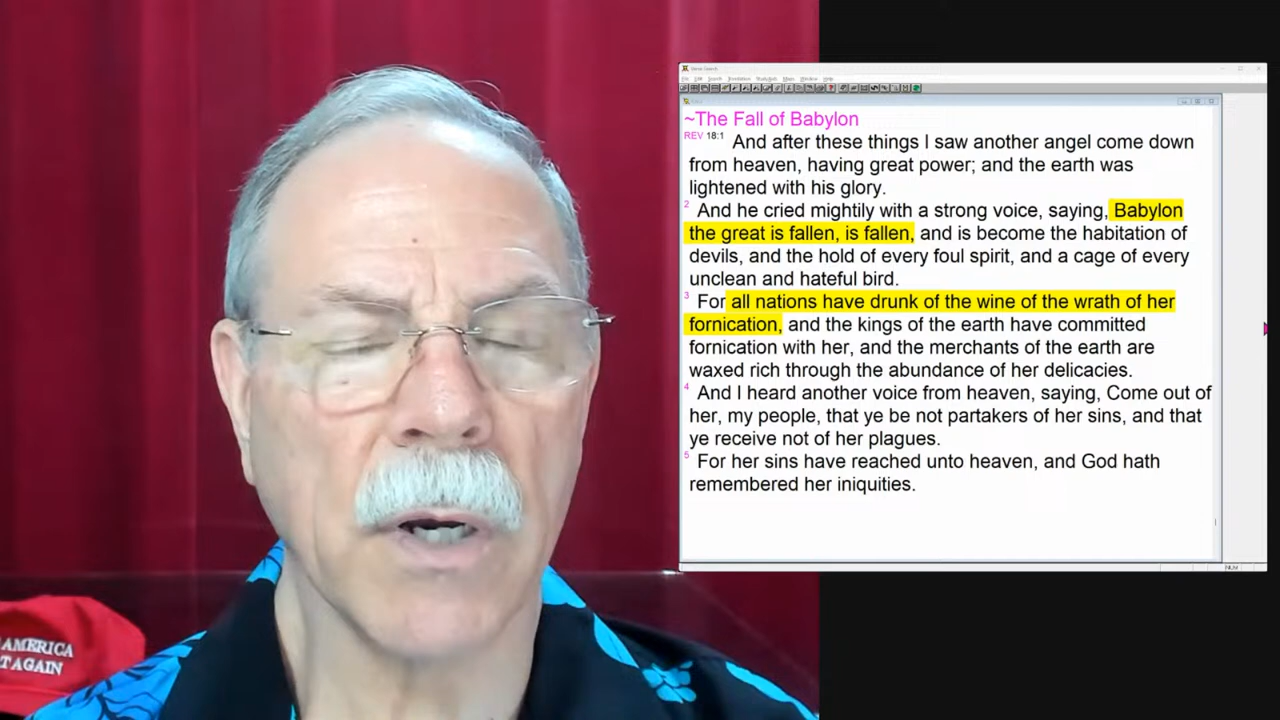 ~The Fall of Babylon
REV 18:1 And after these things I saw another angel come down
from heaven, having great power; and the earth was
lightened with his glory.
2 And he cried mightily with a strong voice, saying, Babylon
the great is fallen, is fallen, and is become the habitation of
devils, and the hold of every foul spirit, and a cage of every
unclean and hateful bird.
3 For all nations have drunk of the wine of the wrath of her
fornication, and the kings of the earth have committed
fornication with her, and the merchants of the earth are
waxed rich through the abundance of her delicacies.
4 And I heard another voice from heaven, saying, Come out of
her, my people, that ye be not partakers of her sins, and that
ye receive not of her plagues.
5 For her sins have reached unto heaven, and God hath
remembered her iniquities.
NUM
AMERICA
T AGAIN